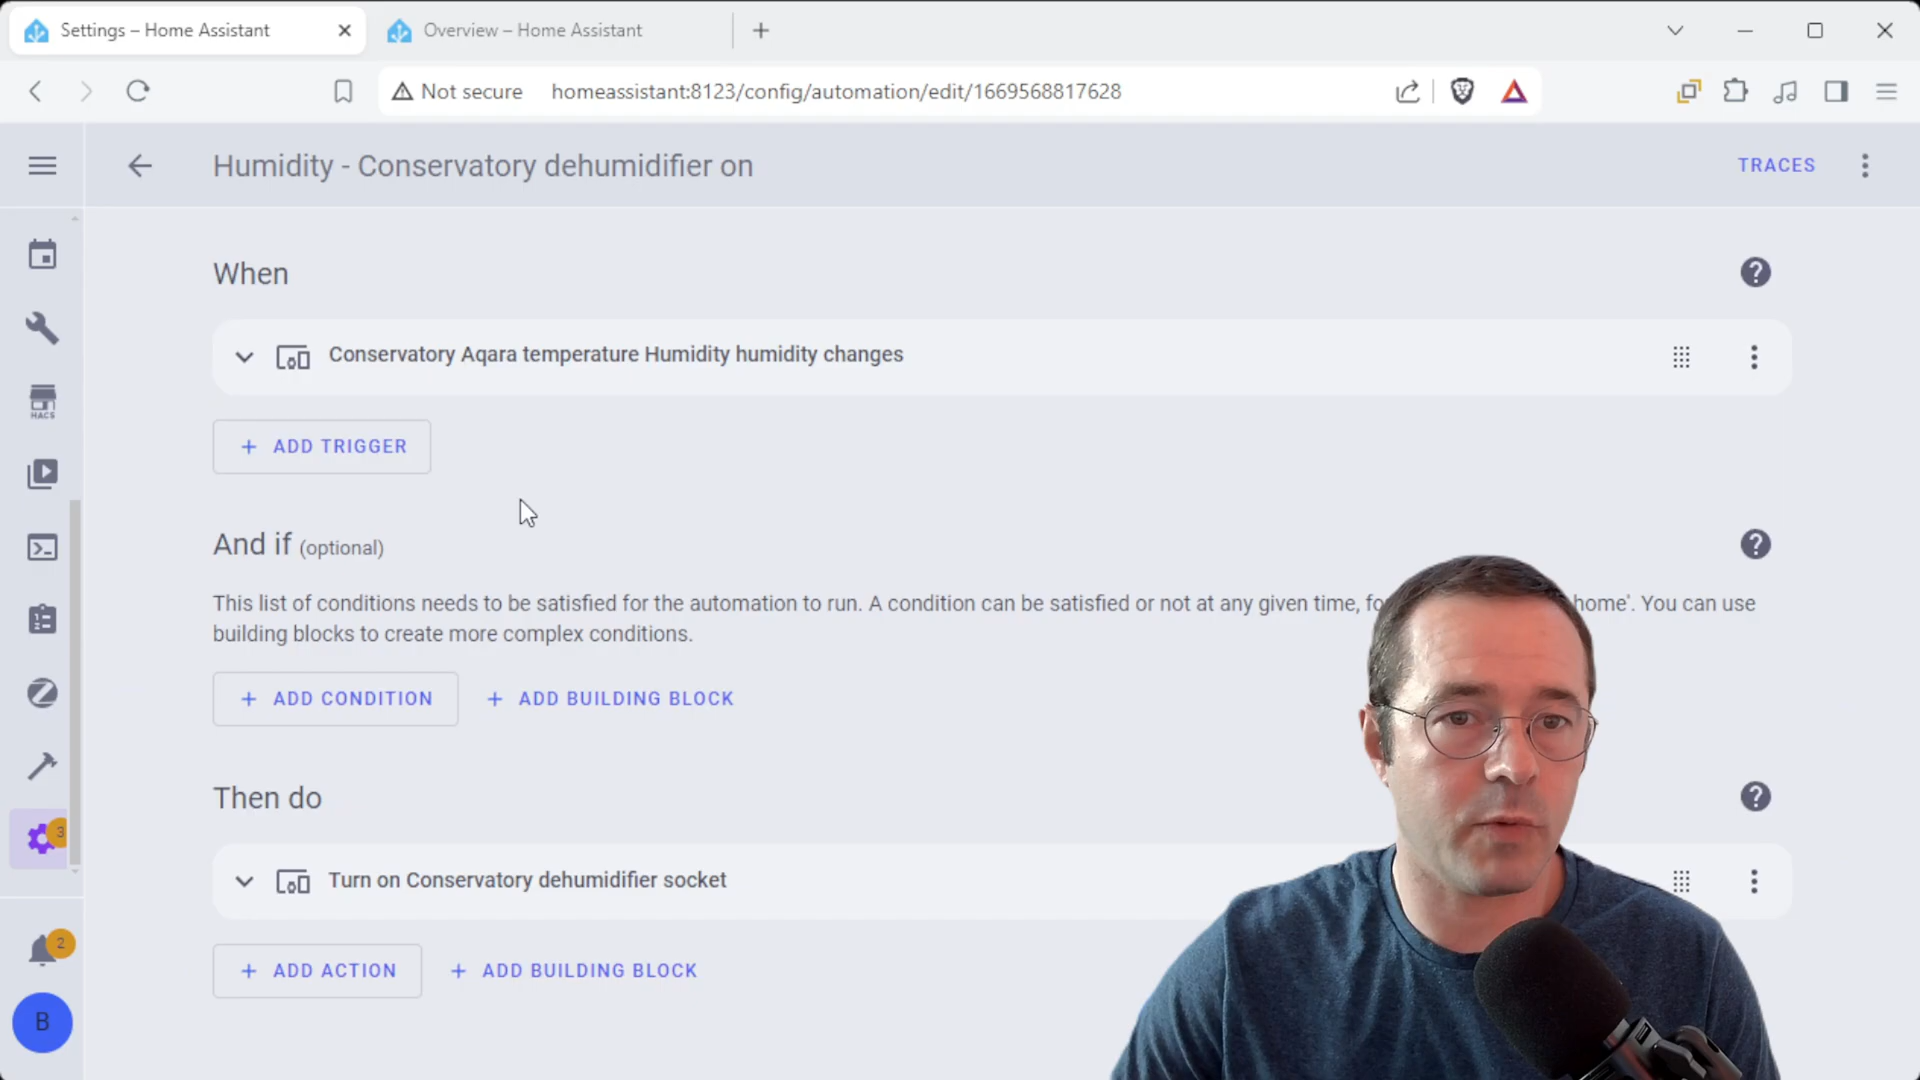 Settings – Home Assistant
Overview – Home Assistant
Not secure
homeassistant:8123/config/automation/edit/1669568817628
Humidity - Conservatory dehumidifier on
TRACES
When
Conservatory Aqara temperature Humidity humidity changes
ADD TRIGGER
And if (optional)
This list of conditions needs to be satisfied for the automation to run. A condition can be satisfied or not at any given time, home'. You can use
building blocks to create more complex conditions.
ADD CONDITION
ADD BUILDING BLOCK
Then do
Turn on Conservatory dehumidifier socket
ADD ACTION
ADD BUILDING BLOCK
HACS
3
2
B